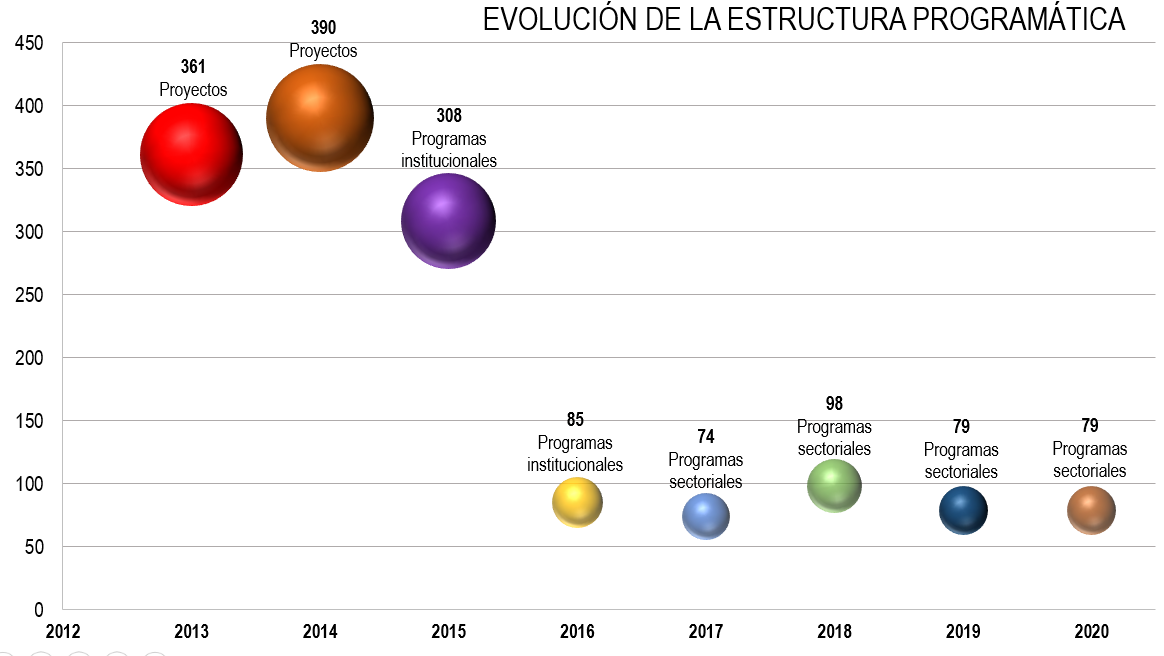 EVOLUCIÓN DE LA ESTRUCTURA PROGRAMÁTICA
450
400
350
300
250
200
150
100
50
0
361
Proyectos
390
Proyectos
308
Programas
institucionales
85
Programas
institucionales
74
Programas
sectoriales
98
Programas
sectoriales
79
Programas
sectoriales
79
Programas
sectoriales
2012 2013 2014 2015 2016 2017 2018 2019 2020